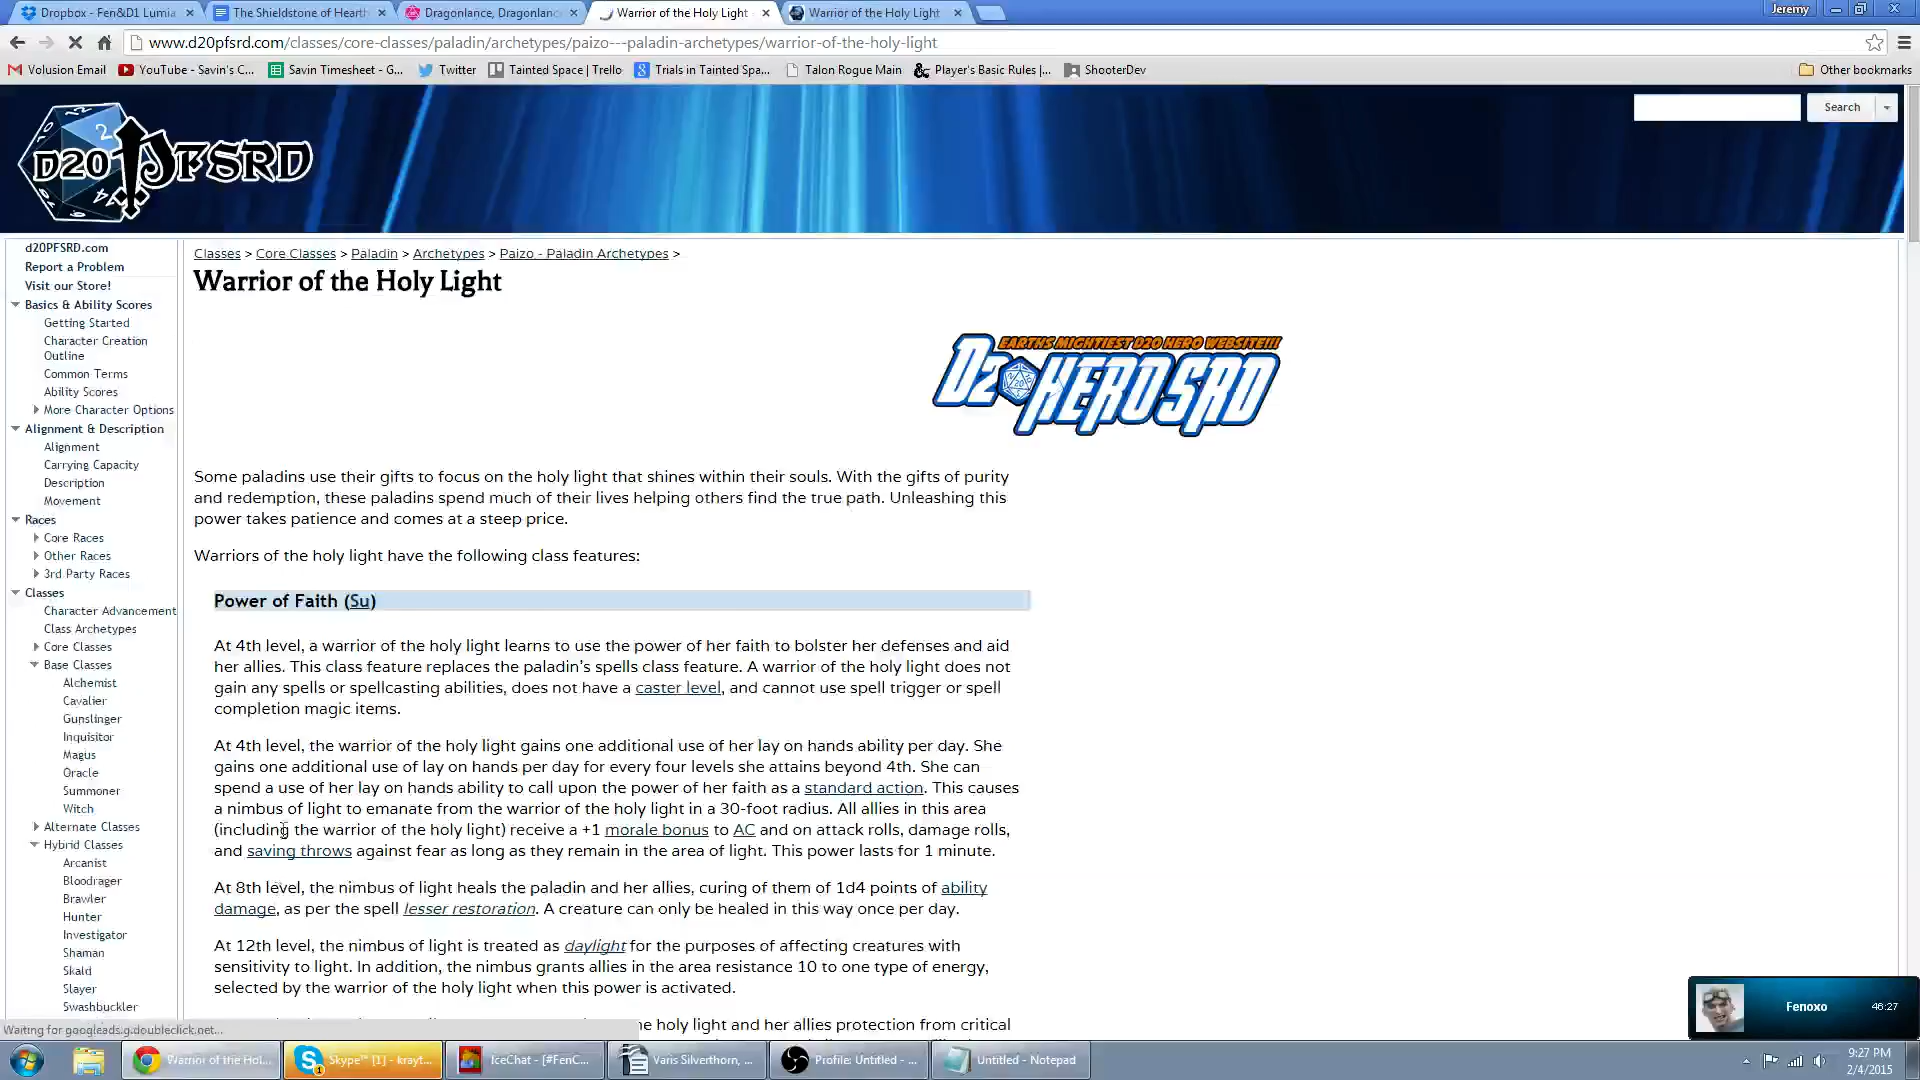 Dropbox - Fen&D1 Lumia
The Shieldstone of Hearth
Dragonlance, Dragonlanc
Warrior of the Holy Light
Warrior of the Holy Light
Jeremy
www.d20pfsrd.com/classes/core-classes/paladin/archetypes/paizo---paladin-archetypes/warrior-of-the-holy-light
Volusion Email
YouTube - Savin's C...
Savin Timesheet - G...
Twitter
Tainted Space | Trello
Trials in Tainted Spa...
Talon Rogue Main
Player's Basic Rules |...
ShooterDev
Other bookmarks
D20PFSRD
Search
d20PFSRD.com
Report a Problem
Visit our Store!
Basics & Ability Scores
Getting Started
Character Creation
Outline
Common Terms
Ability Scores
More Character Options
Alignment & Description
Alignment
Carrying Capacity
Description
Movement
Races
Core Races
Other Races
3rd Party Races
Classes
Character Advancement
Class Archetypes
Core Classes
Base Classes
Alchemist
Cavalier
Gunslinger
Inquisitor
Magus
Oracle
Summoner
Witch
Alternate Classes
Hybrid Classes
Arcanist
Bloodrager
Brawler
Hunter
Investigator
Shaman
Skald
Slayer
Swashbuckler
Classes > Core Classes > Paladin > Archetypes > Paizo - Paladin Archetypes >
Warrior of the Holy Light
EARTHS MIGHTIEST D20 HERO WEBSITE!!!
D20 HEROSRD
Some paladins use their gifts to focus on the holy light that shines within their souls. With the gifts of purity
and redemption, these paladins spend much of their lives helping others find the true path. Unleashing this
power takes patience and comes at a steep price.
Warriors of the holy light have the following class features:
Power of Faith (Su)
At 4th level, a warrior of the holy light learns to use the power of her faith to bolster her defenses and aid
her allies. This class feature replaces the paladin's spells class feature. A warrior of the holy light does not
gain any spells or spellcasting abilities, does not have a caster level, and cannot use spell trigger or spell
completion magic items.
At 4th level, the warrior of the holy light gains one additional use of her lay on hands ability per day. She
gains one additional use of lay on hands per day for every four levels she attains beyond 4th. She can
spend a use of her lay on hands ability to call upon the power of her faith as a standard action. This causes
a nimbus of light to emanate from the warrior of the holy light in a 30-foot radius. All allies in this area
(including the warrior of the holy light) receive a +1 morale bonus to AC and on attack rolls, damage rolls,
and saving throws against fear as long as they remain in the area of light. This power lasts for 1 minute.
At 8th level, the nimbus of light heals the paladin and her allies, curing of them of 1d4 points of ability
damage, as per the spell lesser restoration. A creature can only be healed in this way once per day.
At 12th level, the nimbus of light is treated as daylight for the purposes of affecting creatures with
sensitivity to light. In addition, the nimbus grants allies in the area resistance 10 to one type of energy,
selected by the warrior of the holy light when this power is activated.
he holy light and her allies protection from critical
Waiting for googleads.g.doubleclick.net...
Fenoxo
46:27
Warrior of the Hol...
Skype™ [1] - krayt...
IceChat - [#FenC...
Varis Silverthorn, ...
Profile: Untitled - ...
Untitled - Notepad
9:27 PM
2/4/2015